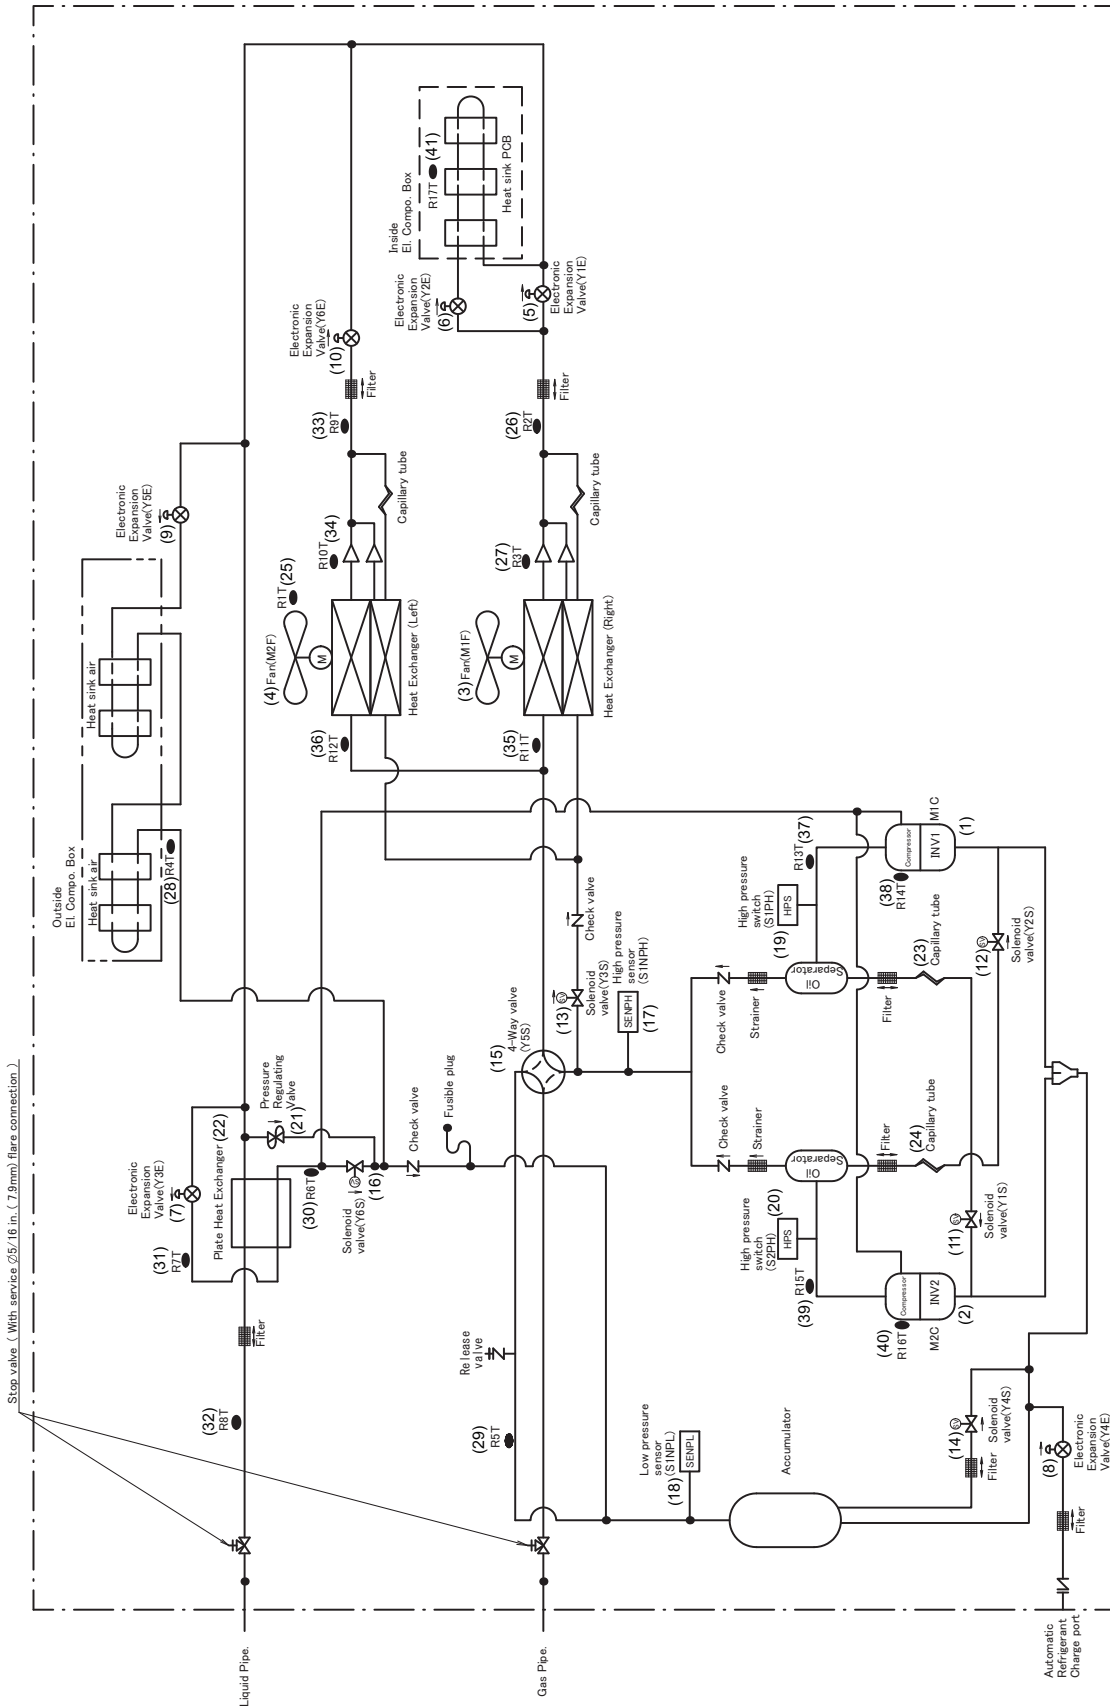 Stop valve ( With service ∅5/16 in. ( 7.9mm) flare connection )
Outside
El. Compo. Box
Heat sink air
Heat sink air
(28) R4T
Electronic
Expansion
Valve(Y5E)
(9)
Inside
El. Compo. Box
R17T (41)
Heat sink PCB
Electronic
Expansion
Valve(Y6E)
(10)
Electronic
Expansion
Valve(Y2E)
(6)
(5)
Electronic
Expansion
Valve(Y1E)
Filter
Filter
(33)
R9T
(26)
R2T
Capillary tube
Capillary tube
R10T (34)
(27)
R3T
R1T (25)
(4) Fan(M2F)
M
Heat Exchanger (Left)
(3) Fan(M1F)
M
Heat Exchanger (Right)
(36)
R12T
(35)
R11T
Check valve
(13)
Solenoid
valve(Y3S)
High pressure
sensor
(S1NPH)
SENPH
(17)
(15)
4-Way valve
(Y5S)
High pressure
switch
(S1PH)
HPS
(19)
R13T (37)
Compressor
INV1
M1C
(1)
(38)
R14T
Oil
Separator
Check valve
Strainer
Filter
(23)
Capillary tube
(12)
Solenoid
valve(Y2S)
Check valve
Strainer
Oil
Separator
Filter
(24)
Capillary tube
(11)
Solenoid
valve(Y1S)
High pressure
switch
(S2PH)
HPS
(20)
(39) R15T
Compressor
INV2
M2C
(2)
(40)
R16T
Pressure
Regulating
Valve
(21)
Plate Heat Exchanger (22)
Electronic
Expansion
Valve(Y3E)
(7)
(31)
R7T
(30) R6T
Solenoid
valve(Y6S)
(16)
Check valve
Fusible plug
Filter
(32)
R8T
Release
valve
(29)
R5T
Low pressure
sensor
(S1NPL)
(18)
SENPL
Accumulator
(14)
Solenoid
valve(Y4S)
Filter
(8)
Electronic
Expansion
Valve(Y4E)
Filter
Liquid Pipe.
Gas Pipe.
Automatic
Refrigerant
Charge port
SV
SV
SV
SV
SV